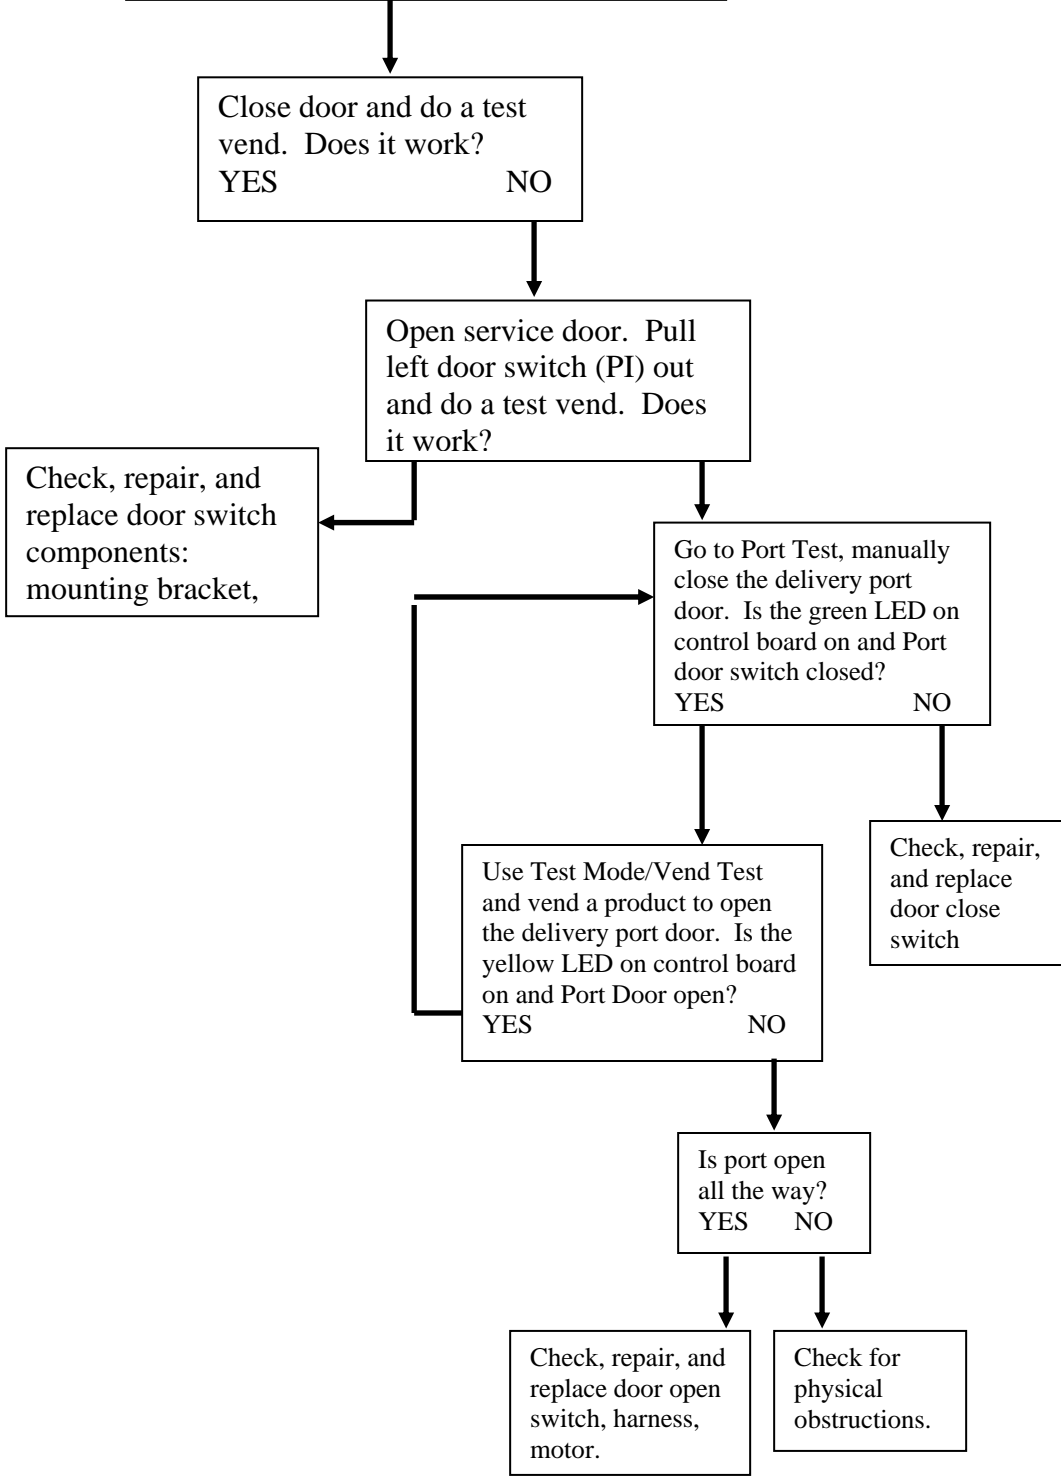 Close door and do a test
vend.  Does it work?
YES                                NO
Open service door.  Pull
left door switch (PI) out
and do a test vend.  Does
it work?
Check, repair, and
replace door switch
components:
mounting bracket,
Go to Port Test, manually
close the delivery port
door.  Is the green LED on
control board on and Port
door switch closed?
YES                                NO
Check, repair,
and replace
door close
switch
Use Test Mode/Vend Test
and vend a product to open
the delivery port door.  Is the
yellow LED on control board
on and Port Door open?
YES                                NO
Is port open
all the way?
YES       NO
Check, repair, and
replace door open
switch, harness,
motor.
Check for
physical
obstructions.